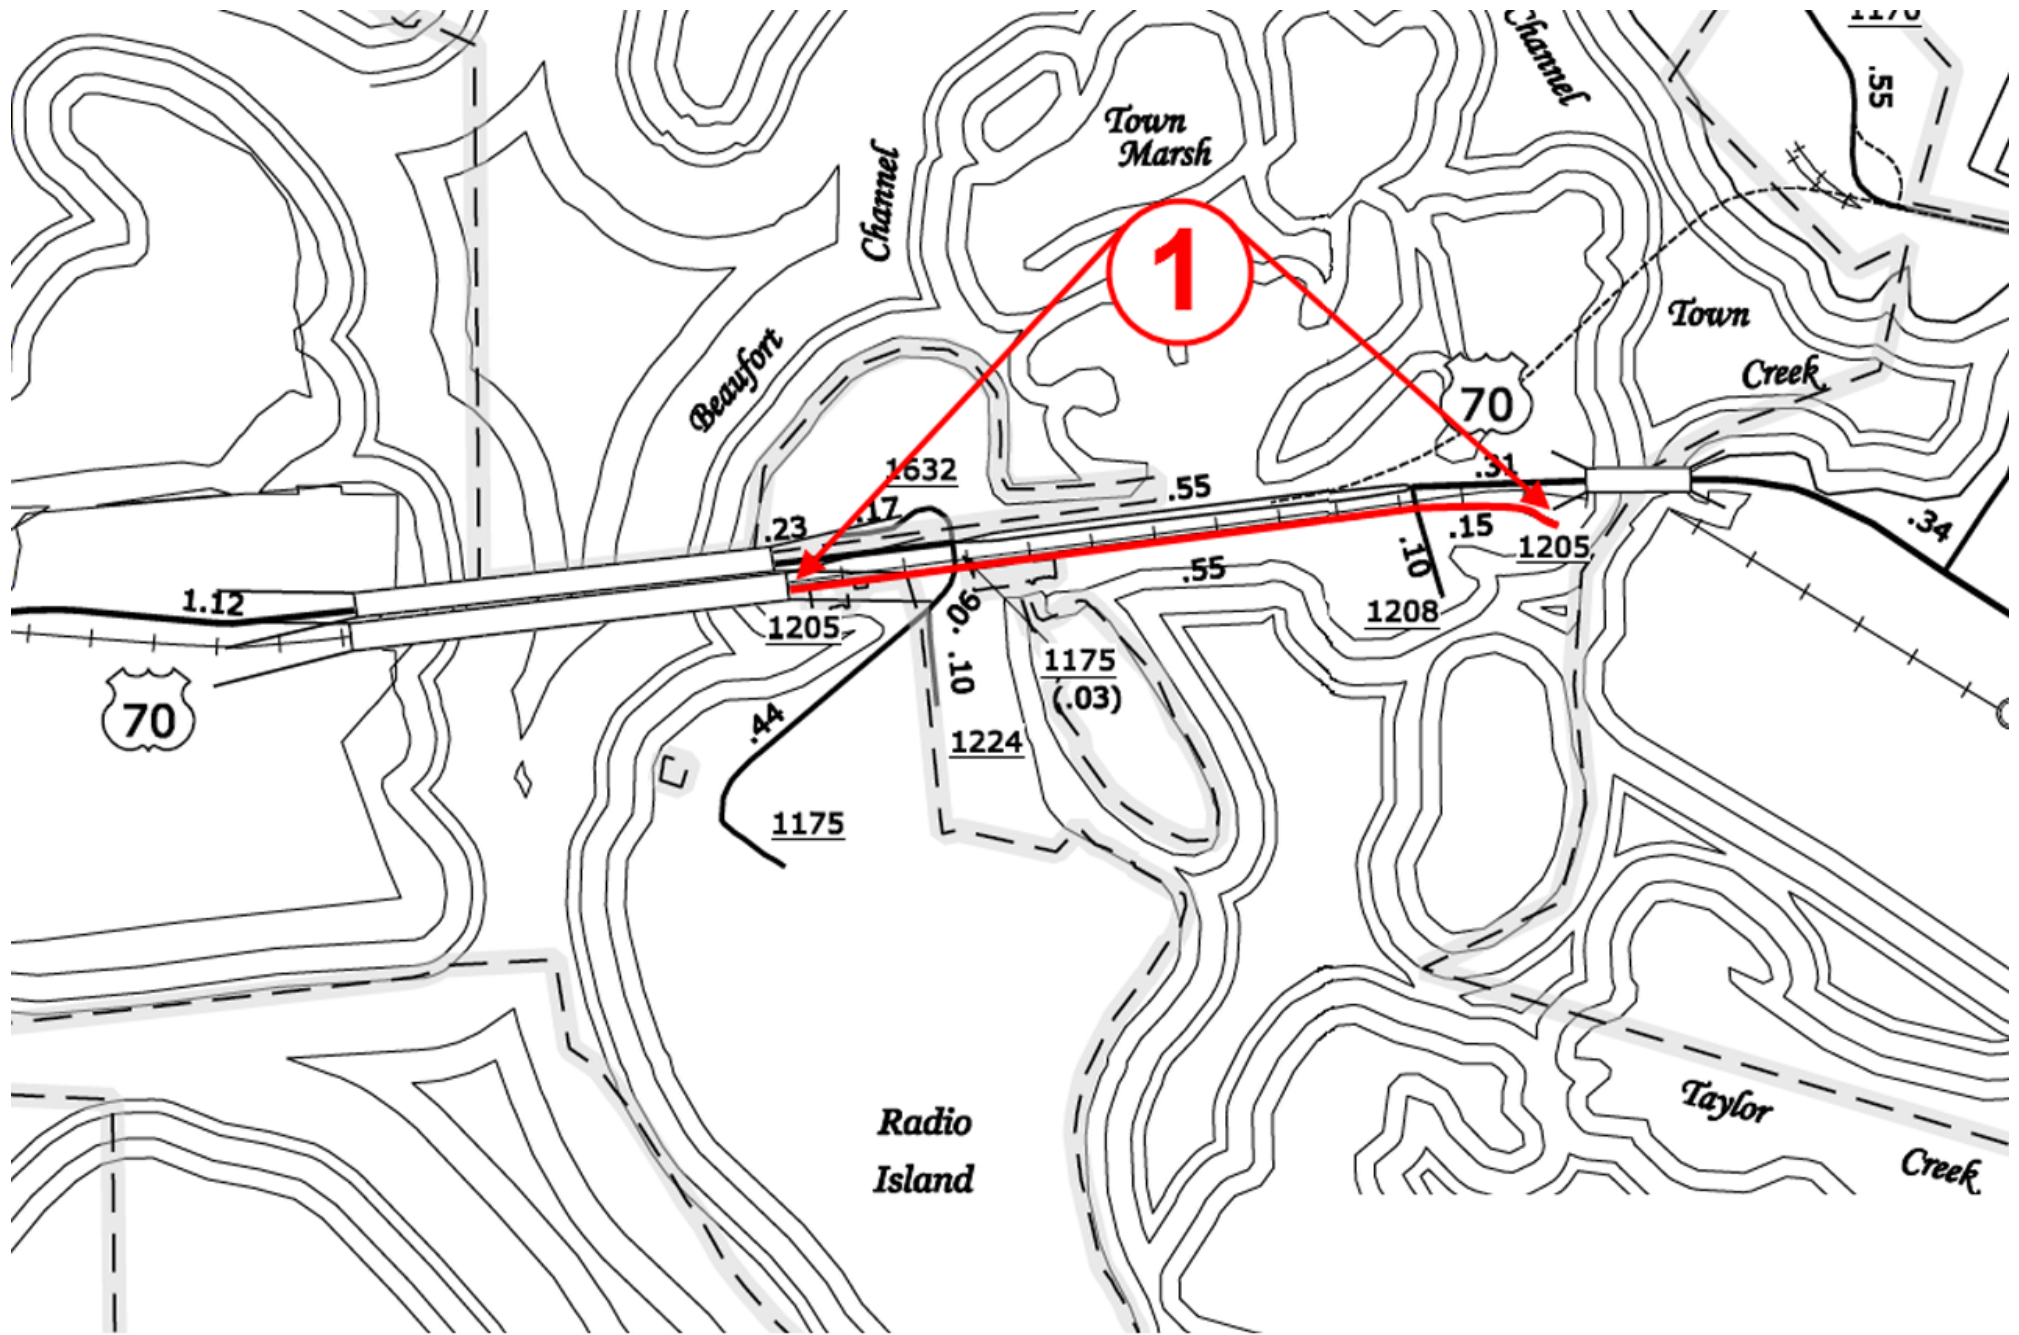 Channel
1170
.55
Town
Marsh
Channel
1
Town
Creek
Beaufort
70
1632
.55
.31
.17
.23
.15
.34
1205
.10
.55
1.12
.06
1208
1205
.10
1175
(.03)
70
.44
1224
1175
Radio
Island
Taylor
Creek